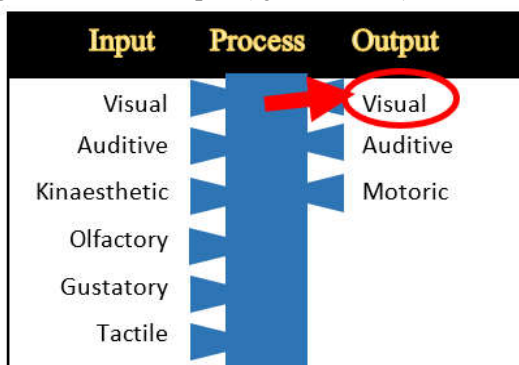 Input Process Output
Visual Visual
Auditive Auditive
Kinaesthetic Motoric
Olfactory
Gustatory
Tactile